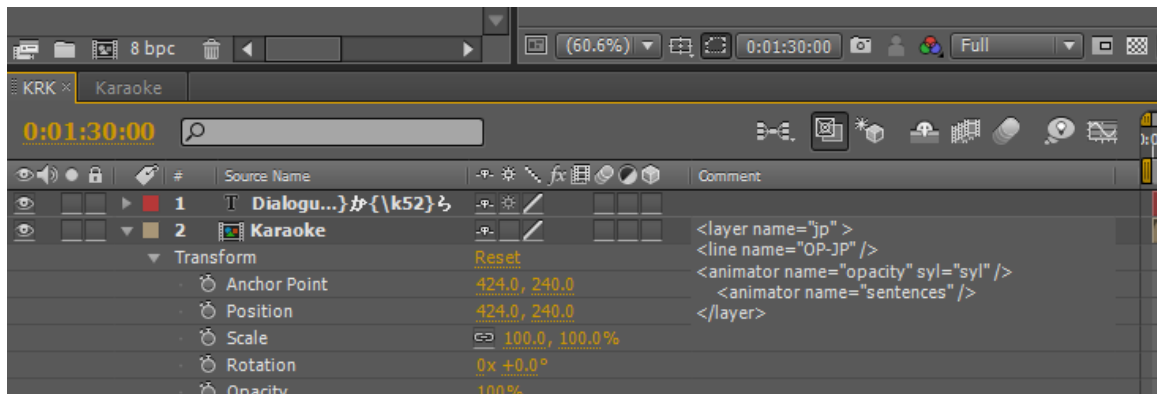 8 bpc
(60.6%)
0:01:30:00
Full
KRK ×
Karaoke
0:01:30:00
# Source Name Comment
1 T Dialogu...}か{\k52}ら
2 Karaoke
<layer name="jp" >
<line name="OP-JP" />
<animator name="opacity" syl="syl" />
<animator name="sentences" />
</layer>
Transform Reset
Anchor Point 424.0, 240.0
Position 424.0, 240.0
Scale 100.0, 100.0%
Rotation 0x +0.0°
Opacity 100%